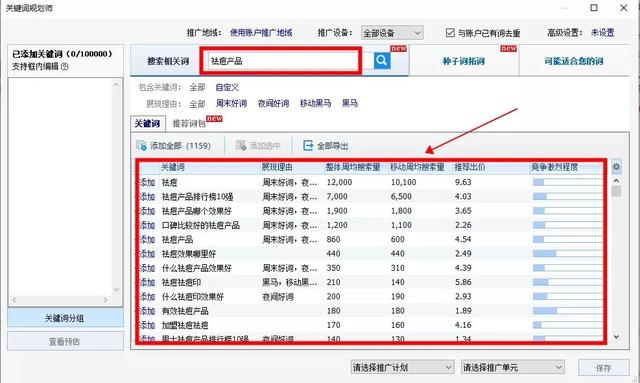 关键词规划师
推广地域: 使用账户推广地域 推广设备: 全部设备 与账户已有词去重 高级设置: 未设置
已添加关键词 (0/100000)
支持框内编辑
搜索相关词 祛痘产品 new 种子词拓词 new 可能适合您的词
包含关键词: 全部 自定义
展现理由: 全部 周末好词 夜间好词 移动黑马 黑马
关键词 推荐词包 new
添加全部 (1159) 添加选中 全部导出
关键词 展现理由 整体周均搜索量 移动周均搜索量 推荐出价 竞争激烈程度
添加 祛痘 周末好词, 夜... 12,000 10,100 9.63
添加 祛痘产品排行榜10强 周末好词, 夜... 7,000 6,500 4.03
添加 祛痘产品哪个效果好 周末好词, 夜... 1,900 1,800 3.65
添加 口碑比较好的祛痘产品 周末好词, 夜... 1,200 1,100 2.26
添加 祛痘产品 周末好词, 夜... 860 600 4.54
添加 祛痘效果哪里好 440 440 2.49
添加 什么祛痘产品效果好 周末好词, 夜... 350 310 4.39
添加 祛痘祛痘印 黑马, 移动黑... 210 140 5.86
添加 什么祛痘印效果好 夜间好词 200 190 2.93
添加 有效祛痘产品 180 180 1.89
添加 加盟祛痘祛痘 170 160 4.16
添加 男士祛痘产品排行榜10强 夜间好词 140 130 1.34
关键词分组
查看预估
请选择推广计划 请选择推广单元 保存